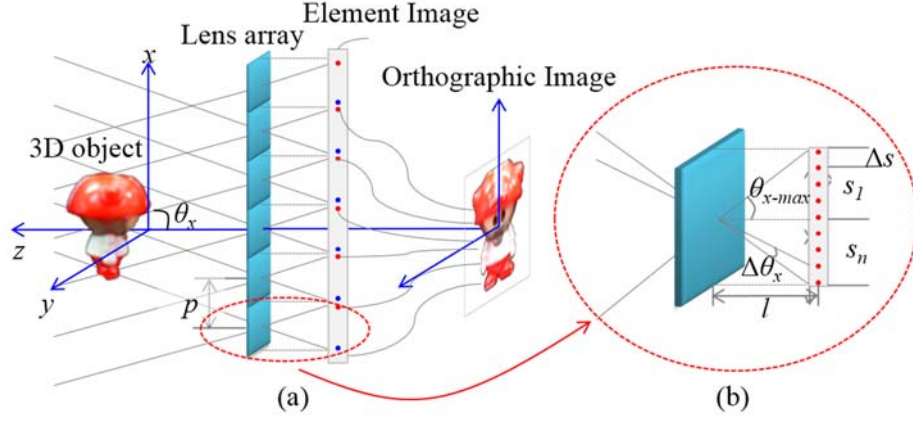 Element Image
Lens array
x
Orthographic Image
3D object
θx
z
y
p
(a)
θx-max
Δs
s1
sn
Δθx
l
(b)